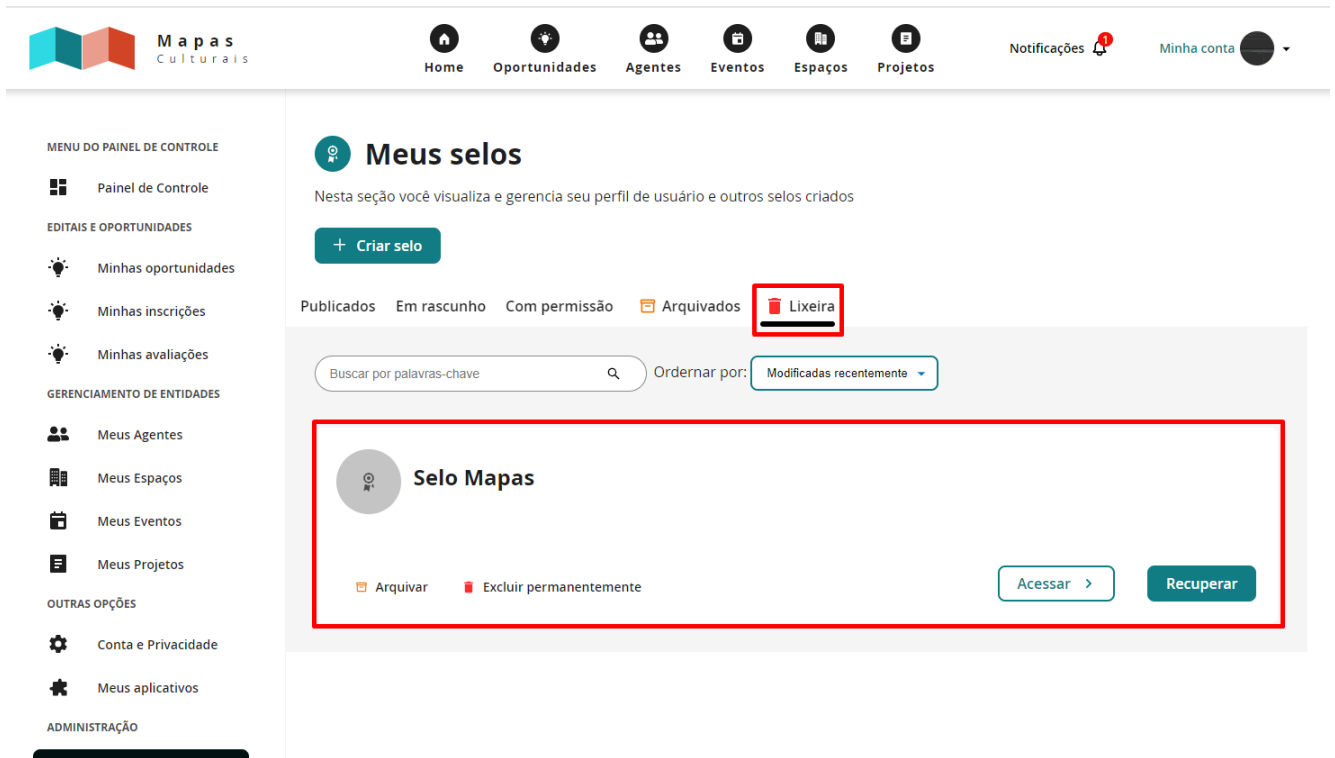 Mapas
Culturais
Home
Oportunidades
Agentes
Eventos
Espaços
Projetos
Notificações
1
Minha conta
MENU DO PAINEL DE CONTROLE
Painel de Controle
EDITAIS E OPORTUNIDADES
Minhas oportunidades
Minhas inscrições
Minhas avaliações
GERENCIAMENTO DE ENTIDADES
Meus Agentes
Meus Espaços
Meus Eventos
Meus Projetos
OUTRAS OPÇÕES
Conta e Privacidade
Meus aplicativos
ADMINISTRAÇÃO
Meus selos
Nesta seção você visualiza e gerencia seu perfil de usuário e outros selos criados
+ Criar selo
Publicados Em rascunho Com permissão Arquivados Lixeira
Buscar por palavras-chave
Ordernar por: Modificadas recentemente
Selo Mapas
Arquivar Excluir permanentemente
Acessar >
Recuperar